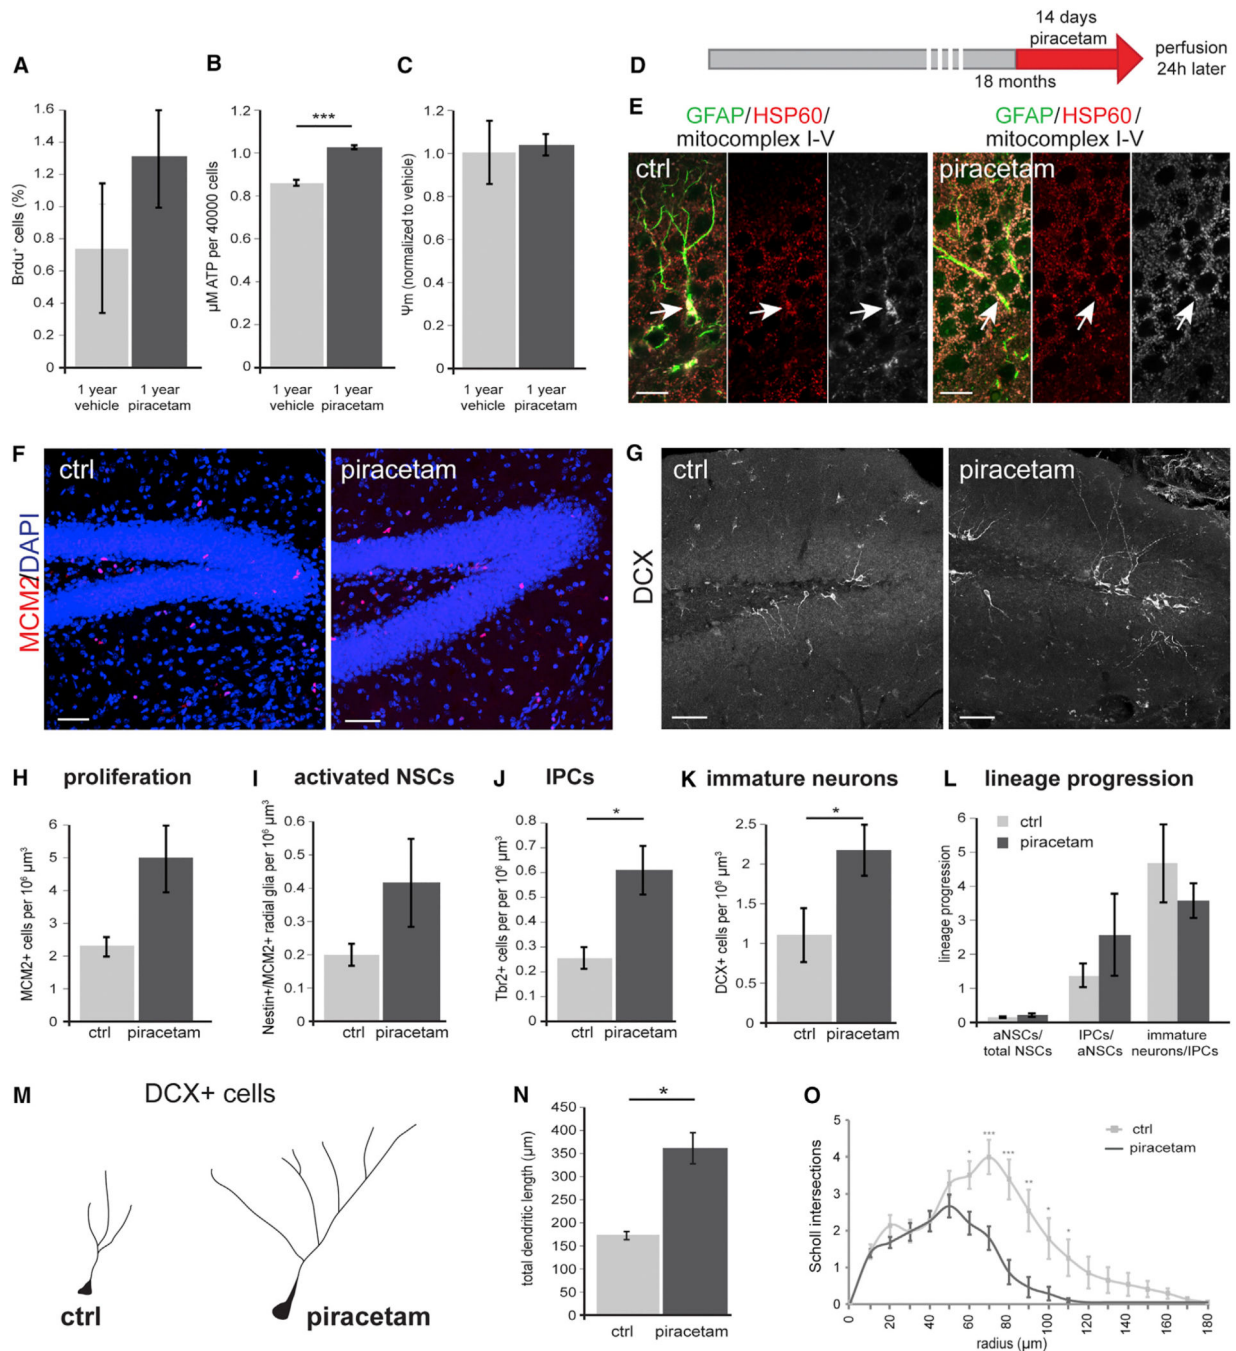 A
Brdu⁺ cells (%)
1.6
1.4
1.2
1.0
0.8
0.6
0.4
0.2
0
1 year vehicle
1 year piracetam
B
µM ATP per 40000 cells
1.2
1.0
0.8
0.6
0.4
0.2
0
***
1 year vehicle
1 year piracetam
C
Ψm (normalized to vehicle)
1.2
1.0
0.8
0.6
0.4
0.2
0
1 year vehicle
1 year piracetam
D
14 days
piracetam
18 months
perfusion
24h later
E
GFAP/HSP60/
mitocomplex I-V
GFAP/HSP60/
mitocomplex I-V
ctrl
piracetam
F
MCM2/DAPI
ctrl
piracetam
G
DCX
ctrl
piracetam
H proliferation
MCM2+ cells per 10⁶ µm³
6
5
4
3
2
1
0
ctrl piracetam
I activated NSCs
Nestin+/MCM2+ radial glia per 10⁶ µm³
0.6
0.5
0.4
0.3
0.2
0.1
0
ctrl piracetam
J IPCs
Tbr2+ cells per per 10⁶ µm³
0.8
0.7
0.6
0.5
0.4
0.3
0.2
0.1
0
*
ctrl piracetam
K immature neurons
DCX+ cells per 10⁶ µm³
2.5
2
1.5
1
0.5
0
*
ctrl piracetam
L lineage progression
lineage progression
6
5
4
3
2
1
0
ctrl
piracetam
aNSCs/
total NSCs
IPCs/
aNSCs
immature
neurons/IPCs
M DCX+ cells
ctrl
piracetam
N
total dendritic length (µm)
450
400
350
300
250
200
150
100
50
0
*
ctrl piracetam
O
Scholl intersections
5
4
3
2
1
0
ctrl
piracetam
*
***
***
**
*
*
0 20 40 60 80 100 120 140 160 180
radius (µm)